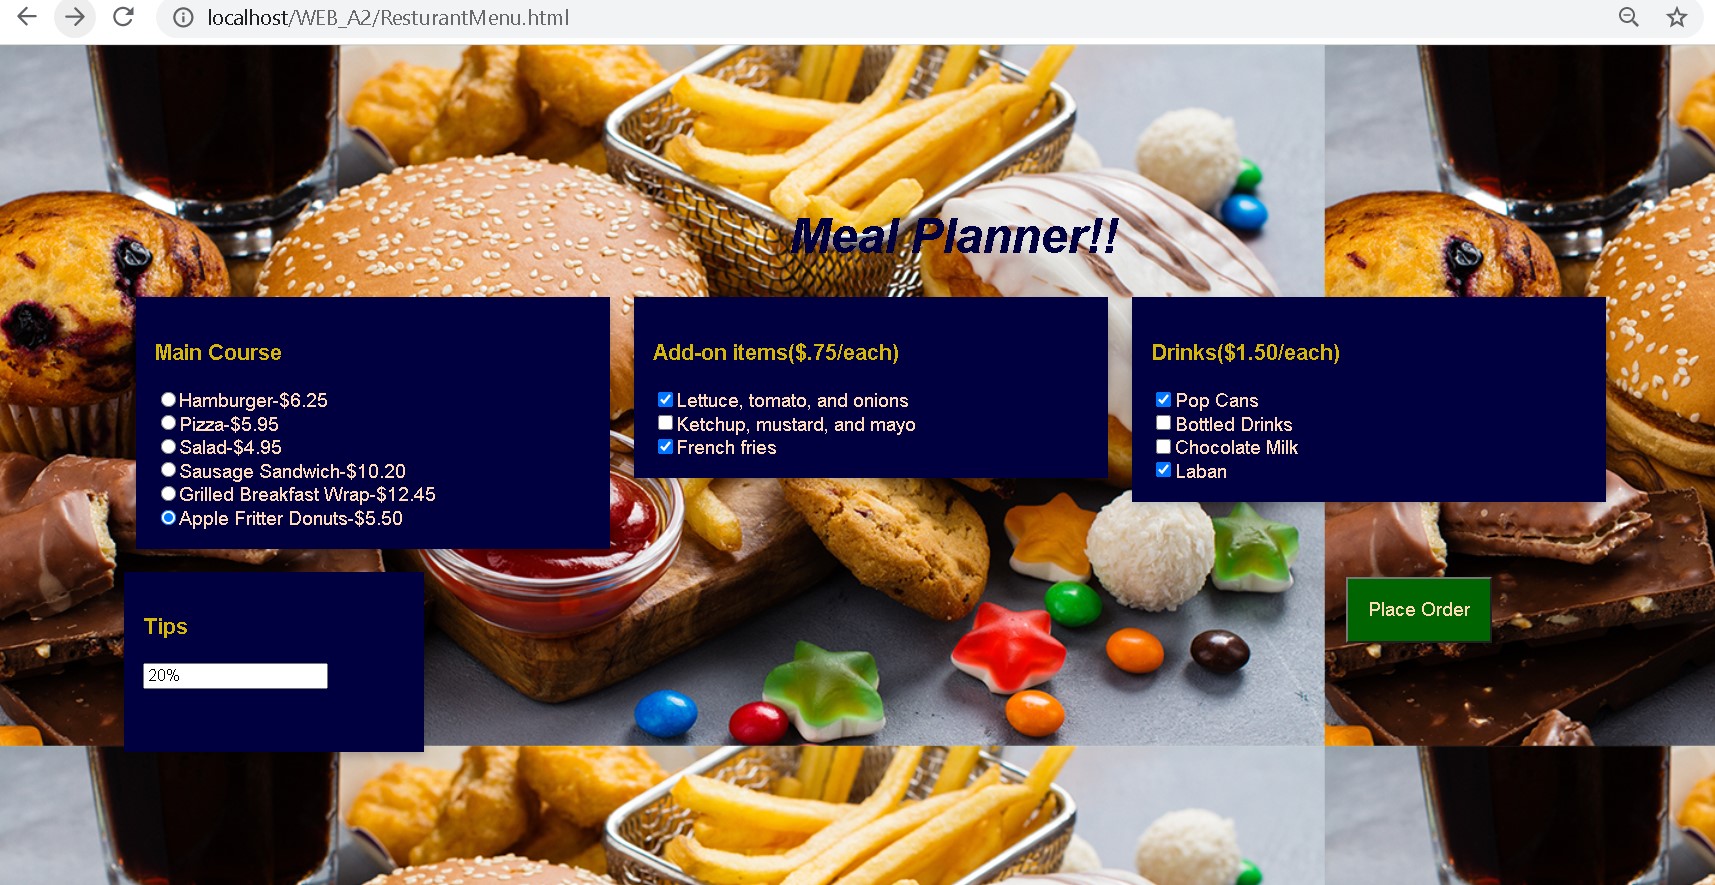 localhost/WEB_A2/ResturantMenu.html
Meal Planner!!
Main Course
Hamburger-$6.25
Pizza-$5.95
Salad-$4.95
Sausage Sandwich-$10.20
Grilled Breakfast Wrap-$12.45
Apple Fritter Donuts-$5.50
Add-on items($.75/each)
Lettuce, tomato, and onions
Ketchup, mustard, and mayo
French fries
Drinks($1.50/each)
Pop Cans
Bottled Drinks
Chocolate Milk
Laban
Tips
20%
Place Order